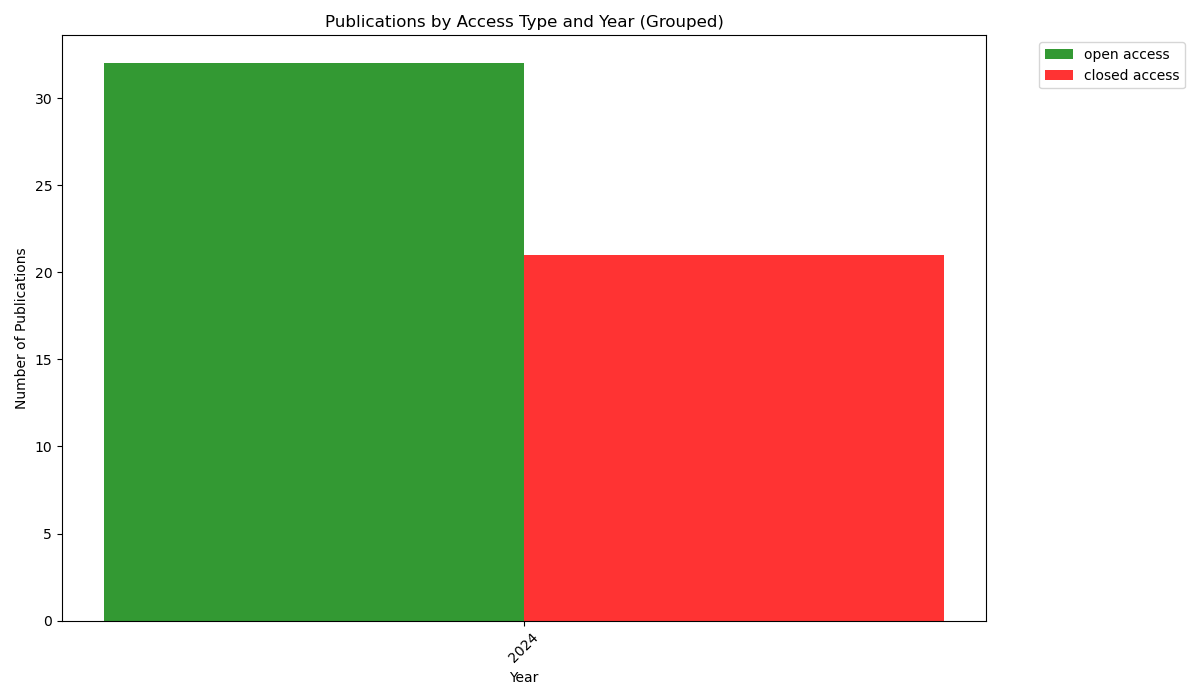 Publications by Access Type and Year (Grouped)
open access
closed access
Number of Publications
30
25
20
15
10
5
0
2024
Year